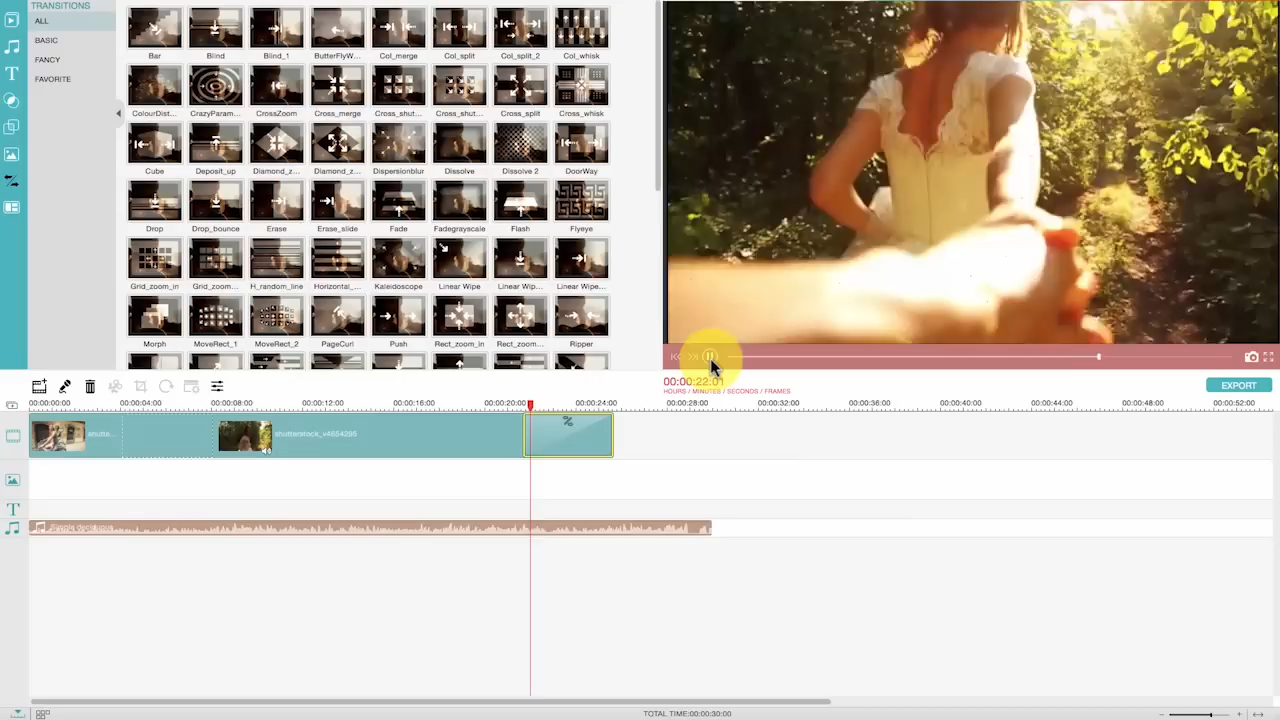 TRANSITIONS
ALL
BASIC
FANCY
FAVORITE
Bar Blind Blind_1 ButterFlyW... Col_merge Col_split Col_split_2 Col_whisk
ColourDist... CrazyParam... CrossZoom Cross_merge Cross_shut... Cross_shut... Cross_split Cross_whisk
Cube Deposit_up Diamond_z... Diamond_z... Dispersionblur Dissolve Dissolve 2 DoorWay
Drop Drop_bounce Erase Erase_slide Fade Fadegrayscale Flash Flyeye
Grid_zoom_in Grid_zoom... H_random_line Horizontal_... Kaleidoscope Linear Wipe Linear Wip... Linear Wipe...
Morph MoveRect_1 MoveRect_2 PageCurl Push Rect_zoom_in Rect_zoom... Ripper
00:00:22:01
HOURS / MINUTES / SECONDS / FRAMES
EXPORT
00:00:00:00 00:00:04:00 00:00:08:00 00:00:12:00 00:00:16:00 00:00:20:00 00:00:24:00 00:00:28:00 00:00:32:00 00:00:36:00 00:00:40:00 00:00:44:00 00:00:48:00 00:00:52:00
shutte... shutterstock_v4654295
T
TOTAL TIME:00:00:30:00